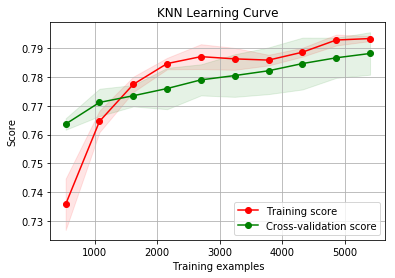 KNN Learning Curve
Score
0.79
0.78
0.77
0.76
0.75
0.74
0.73
Training score
Cross-validation score
1000 2000 3000 4000 5000
Training examples